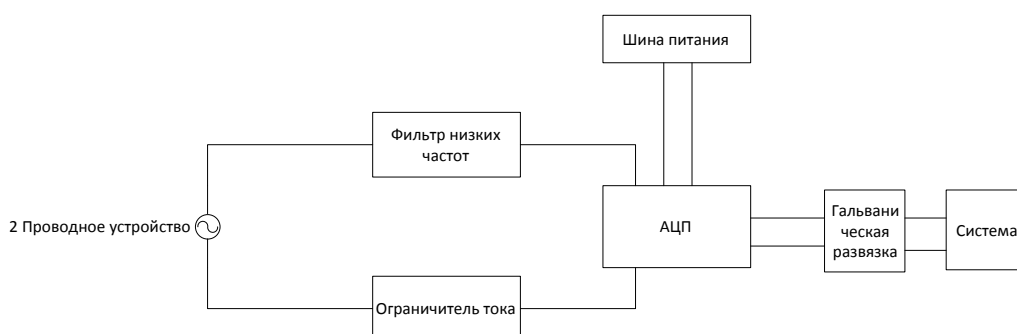 Шина питания
Фильтр низких
частот
2 Проводное устройство
АЦП
Гальвани
ческая
развязка
Система
Ограничитель тока